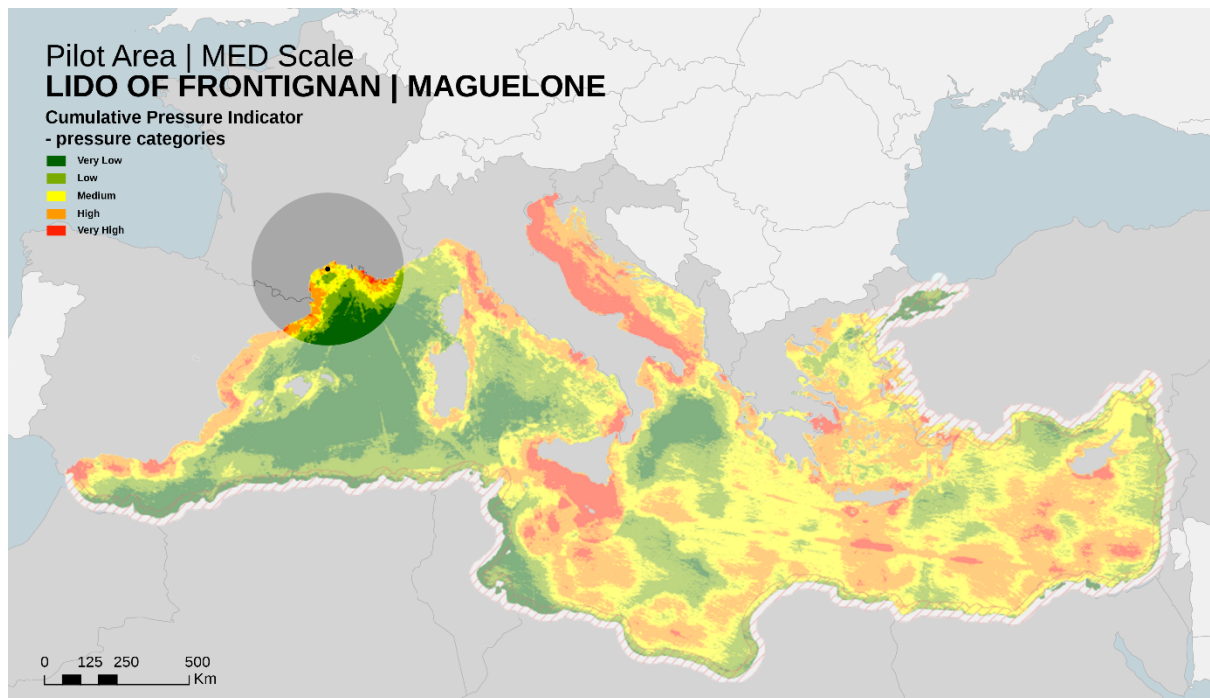 Pilot Area | MED Scale
LIDO OF FRONTIGNAN | MAGUELONE
Cumulative Pressure Indicator
- pressure categories
Very Low
Low
Medium
High
Very High
0 125 250 500
Km